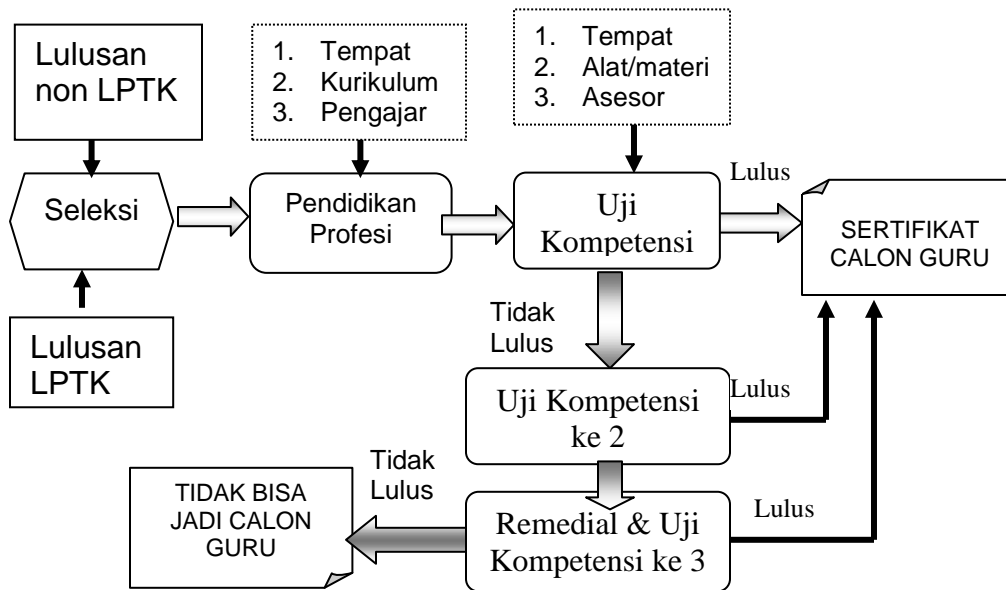 Lulusan
non LPTK
1. Tempat
2. Kurikulum
3. Pengajar
1. Tempat
2. Alat/materi
3. Asesor
Seleksi
Pendidikan
Profesi
Uji
Kompetensi
Lulus
SERTIFIKAT
CALON GURU
Lulusan
LPTK
Tidak
Lulus
Uji Kompetensi
ke 2
Lulus
Tidak
Lulus
TIDAK BISA
JADI CALON
GURU
Remedial & Uji
Kompetensi ke 3
Lulus